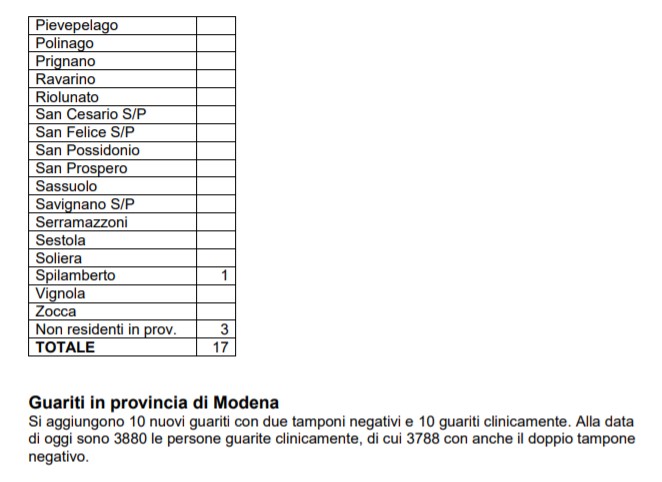 Pievepelago
Polinago
Prignano
Ravarino
Riolunato
San Cesario S/P
San Felice S/P
San Possidonio
San Prospero
Sassuolo
Savignano S/P
Serramazzoni
Sestola
Soliera
Spilamberto 1
Vignola
Zocca
Non residenti in prov. 3
TOTALE 17
Guariti in provincia di Modena
Si aggiungono 10 nuovi guariti con due tamponi negativi e 10 guariti clinicamente. Alla data
di oggi sono 3880 le persone guarite clinicamente, di cui 3788 con anche il doppio tampone
negativo.